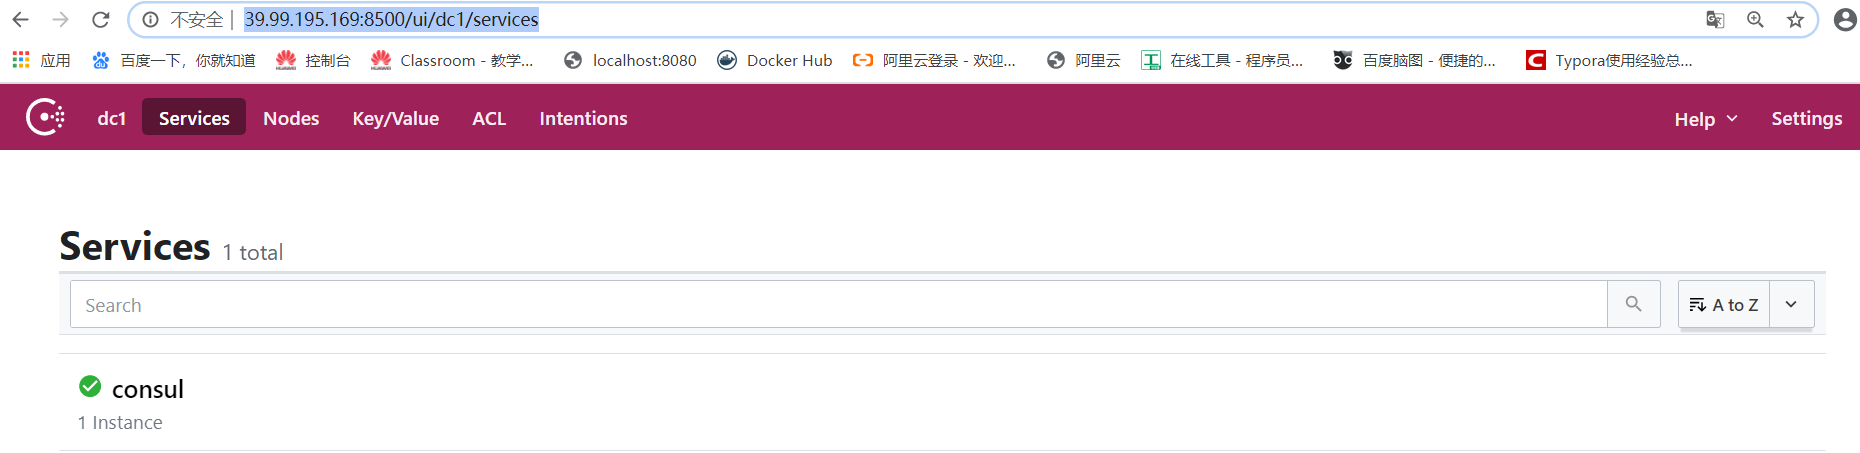 不安全 | 39.99.195.169:8500/ui/dc1/services
应用 百度一下，你就知道 控制台 Classroom - 教学... localhost:8080 Docker Hub 阿里云登录 - 欢迎... 阿里云 在线工具 - 程序员... 百度脑图 - 便捷的... Typora使用经验总...
dc1 Services Nodes Key/Value ACL Intentions Help Settings
Services 1 total
Search A to Z
consul
1 Instance